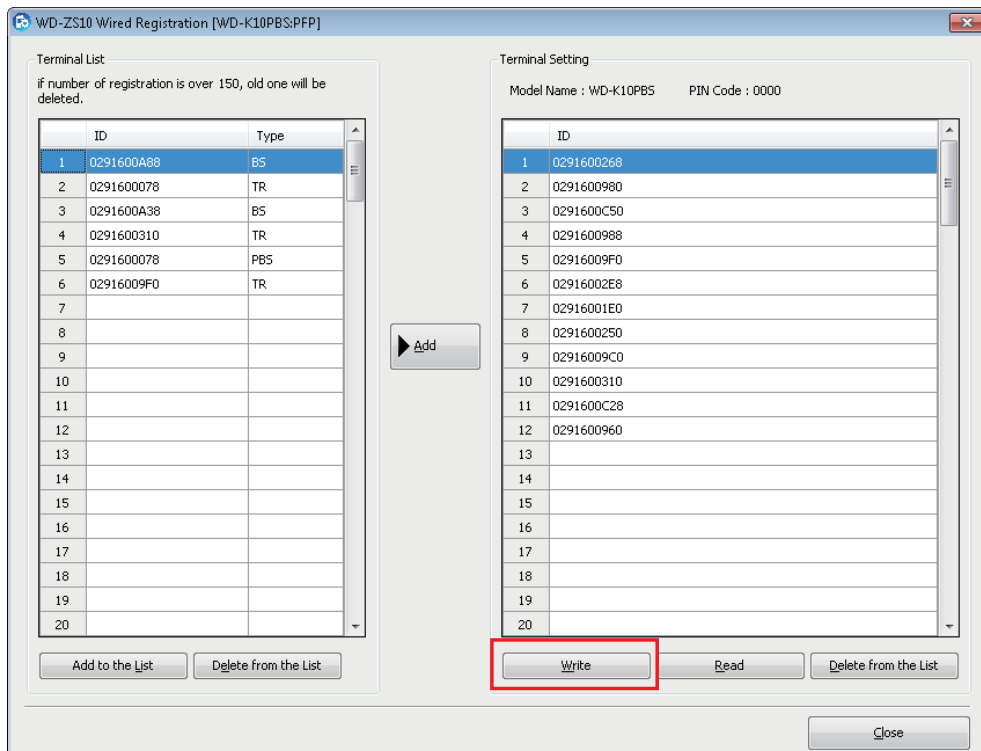 WD-ZS10 Wired Registration [WD-K10PBS:PFP]
Terminal List
if number of registration is over 150, old one will be
deleted.
ID Type
1 0291600A88 BS
2 0291600078 TR
3 0291600A38 BS
4 0291600310 TR
5 0291600078 PBS
6 02916009F0 TR
7
8
9
10
11
12
13
14
15
16
17
18
19
20
Add to the List Delete from the List
Add
Terminal Setting
Model Name : WD-K10PBS PIN Code : 0000
ID
1 0291600268
2 0291600980
3 0291600C50
4 0291600988
5 02916009F0
6 02916002E8
7 02916001E0
8 0291600250
9 02916009C0
10 0291600310
11 0291600C28
12 0291600960
13
14
15
16
17
18
19
20
Write Read Delete from the List
Close